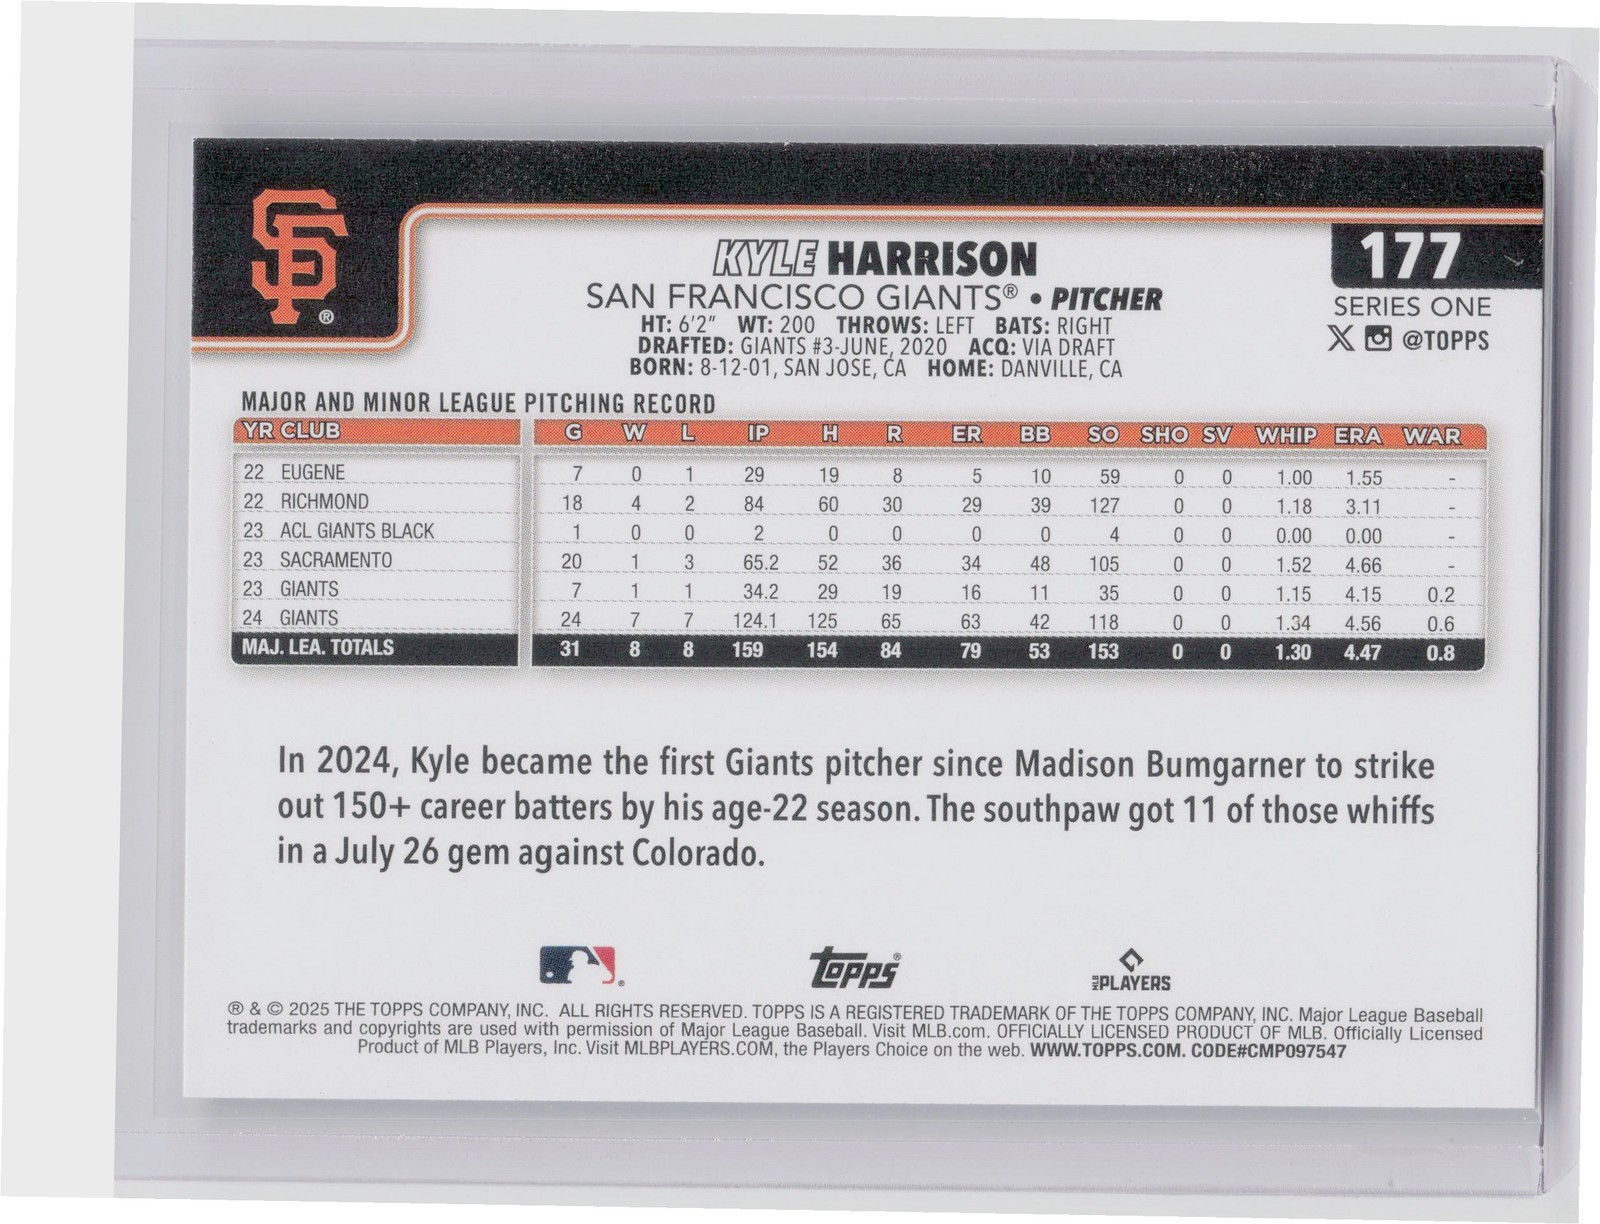 SF ®
KYLE HARRISON
177
SAN FRANCISCO GIANTS® • PITCHER
SERIES ONE
HT: 6'2" WT: 200 THROWS: LEFT BATS: RIGHT
DRAFTED: GIANTS #3-JUNE, 2020 ACQ: VIA DRAFT
@TOPPS
BORN: 8-12-01, SAN JOSE, CA HOME: DANVILLE, CA
MAJOR AND MINOR LEAGUE PITCHING RECORD
YR CLUB G W L IP H R ER BB SO SHO SV WHIP ERA WAR
22 EUGENE 7 0 1 29 19 8 5 10 59 0 0 1.00 1.55 -
22 RICHMOND 18 4 2 84 60 30 29 39 127 0 0 1.18 3.11 -
23 ACL GIANTS BLACK 1 0 0 2 0 0 0 0 4 0 0 0.00 0.00 -
23 SACRAMENTO 20 1 3 65.2 52 36 34 48 105 0 0 1.52 4.66 -
23 GIANTS 7 1 1 34.2 29 19 16 11 35 0 0 1.15 4.15 0.2
24 GIANTS 24 7 7 124.1 125 65 63 42 118 0 0 1.34 4.56 0.6
MAJ. LEA. TOTALS 31 8 8 159 154 84 79 53 153 0 0 1.30 4.47 0.8
In 2024, Kyle became the first Giants pitcher since Madison Bumgarner to strike
out 150+ career batters by his age-22 season. The southpaw got 11 of those whiffs
in a July 26 gem against Colorado.
Topps®
MLB PLAYERS
® & © 2025 THE TOPPS COMPANY, INC. ALL RIGHTS RESERVED. TOPPS IS A REGISTERED TRADEMARK OF THE TOPPS COMPANY, INC. Major League Baseball
trademarks and copyrights are used with permission of Major League Baseball. Visit MLB.com. OFFICIALLY LICENSED PRODUCT OF MLB. Officially Licensed
Product of MLB Players, Inc. Visit MLBPLAYERS.COM, the Players Choice on the web. WWW.TOPPS.COM. CODE#CMP097547